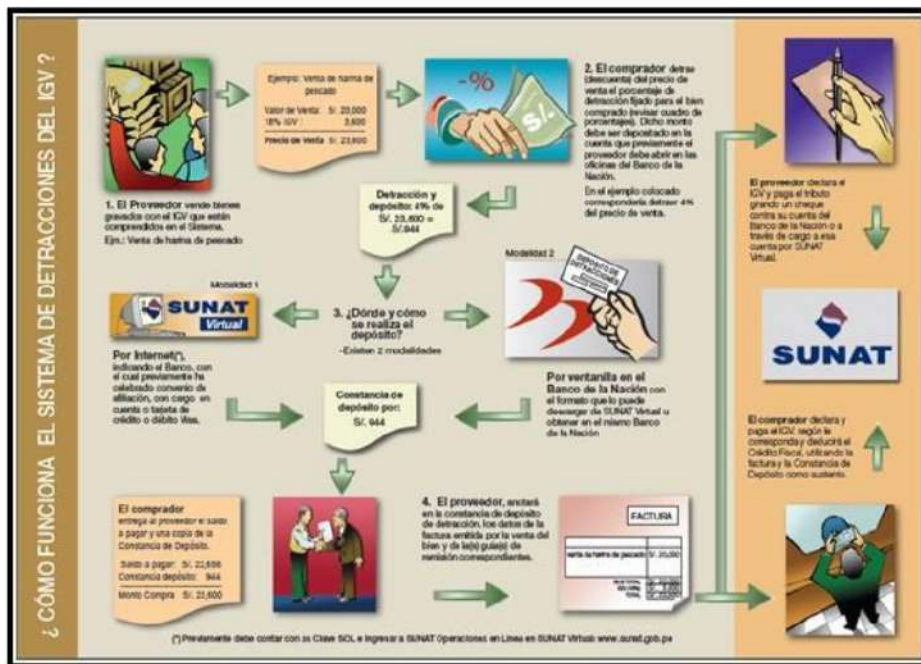 ¿ CÓMO FUNCIONA EL SISTEMA DE DETRACCIONES DEL IGV ?
1. El Proveedor vende bienes
gravados con el IGV que están
comprendidos en el Sistema.
Ejm.: Venta de harina de pescado
Ejemplo: Venta de harina de
pescado
Valor de Venta: S/. 20,000
18% IGV : 3,600
Precio de Venta S/. 23,600
-%
S/.
2. El comprador detrae
(descuenta) del precio de
venta el porcentaje de
detracción fijado para el bien
comprado (revisar cuadro de
porcentajes). Dicho monto
debe ser depositado en la
cuenta que previamente el
proveedor debe abrir en las
oficinas del Banco de la
Nación.
En el ejemplo colocado
correspondería detraer 4%
del precio de venta.
Detracción y
depósito: 4% de
S/. 23,600 =
S/.944
Modalidad 1
SUNAT
Virtual
3. ¿Dónde y cómo
se realiza el
depósito?
-Existen 2 modalidades
Modalidad 2
DEPOSITO DE
DETRACCIONES
Por Internet(*),
indicando el Banco, con
el cual previamente ha
celebrado convenio de
afiliación, con cargo en
cuenta o tarjeta de
crédito o débito Visa.
Constancia de
depósito por:
S/. 944
Por ventanilla en el
Banco de la Nación con
el formato que lo puede
descargar de SUNAT Virtual u
obtener en el mismo Banco
de la Nación
El comprador
entrega al proveedor el saldo
a pagar y una copia de la
Constancia de Depósito.
Saldo a pagar: S/. 22,656
Constancia depósito: 944
Monto Compra S/. 23,600
4. El proveedor, anotará
en la constancia de depósito
de detracción, los datos de la
factura emitida por la venta del
bien y de la(s) guía(s) de
remisión correspondientes.
FACTURA
Venta de harina de pescado S/. 20,000
TOTAL
El proveedor declara el
IGV y paga el tributo
girando un cheque
contra su cuenta del
Banco de la Nación o a
través de cargo a esa
cuenta por SUNAT
Virtual.
SUNAT
El comprador declara y
paga el IGV, según le
corresponda y deducirá el
Crédito Fiscal, utilizando la
factura y la Constancia de
Depósito como sustento.
(*) Previamente debe contar con su Clave SOL e ingresar a SUNAT Operaciones en Línea en SUNAT Virtual: www.sunat.gob.pe